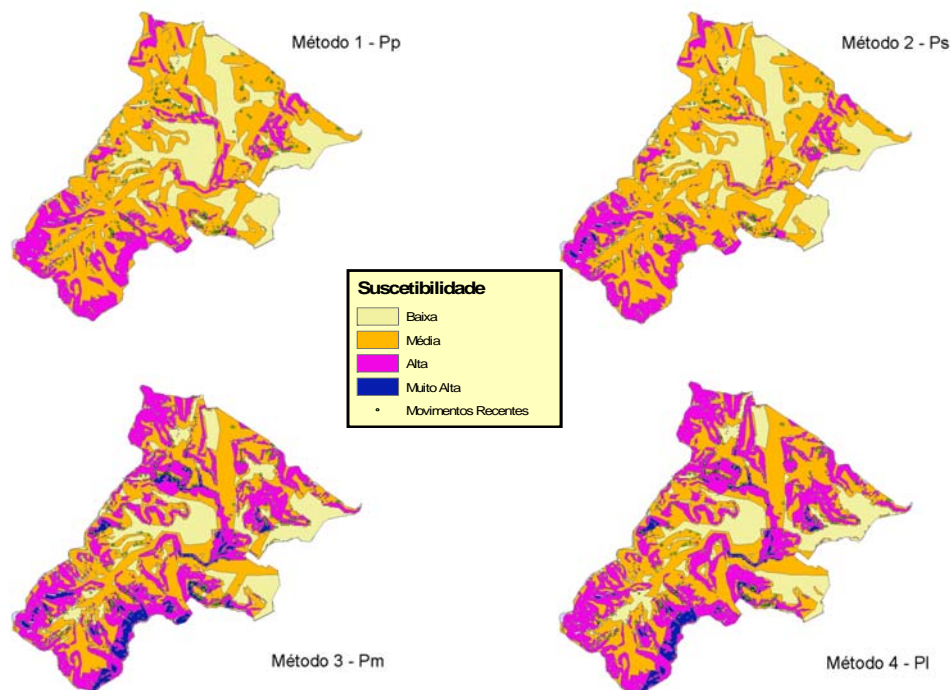 Método 1 - Pp
Método 2 - Ps
Suscetibilidade
Baixa
Média
Alta
Muito Alta
Movimentos Recentes
Método 3 - Pm
Método 4 - Pl